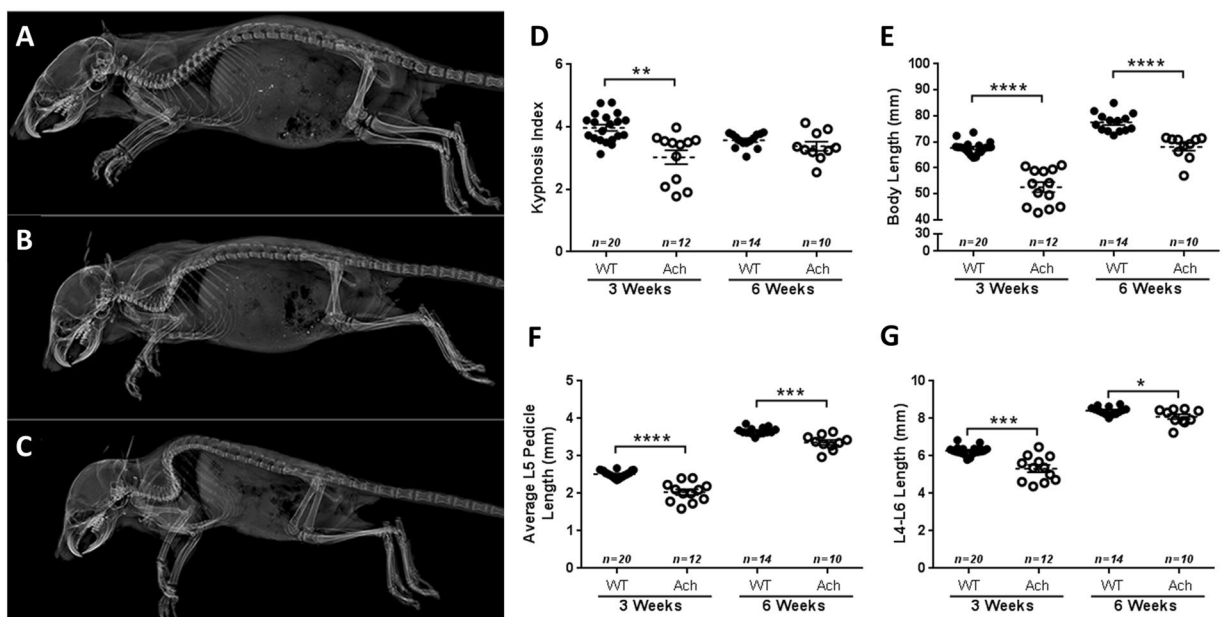 A
B
C
D
Kyphosis Index
6
4
2
0
**
n=20
n=12
n=14
n=10
WT
Ach
WT
Ach
3 Weeks
6 Weeks
E
Body Length (mm)
100
90
80
70
60
50
40
30
0
****
****
n=20
n=12
n=14
n=10
WT
Ach
WT
Ach
3 Weeks
6 Weeks
F
Average L5 Pedicle
Length (mm)
5
4
3
2
1
0
****
***
n=20
n=12
n=14
n=10
WT
Ach
WT
Ach
3 Weeks
6 Weeks
G
L4-L6 Length (mm)
10
8
6
4
2
0
***
*
n=20
n=12
n=14
n=10
WT
Ach
WT
Ach
3 Weeks
6 Weeks